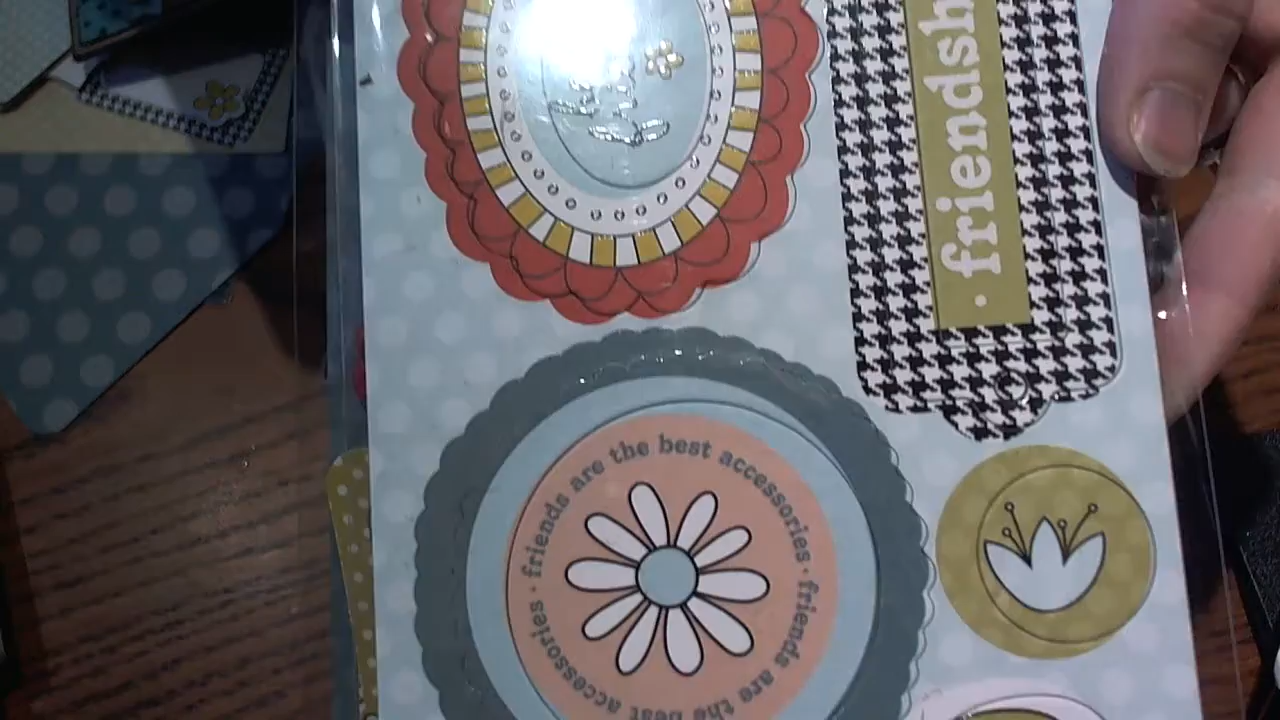 · friendsh
friends are the best accessories · friends are the best accessories ·